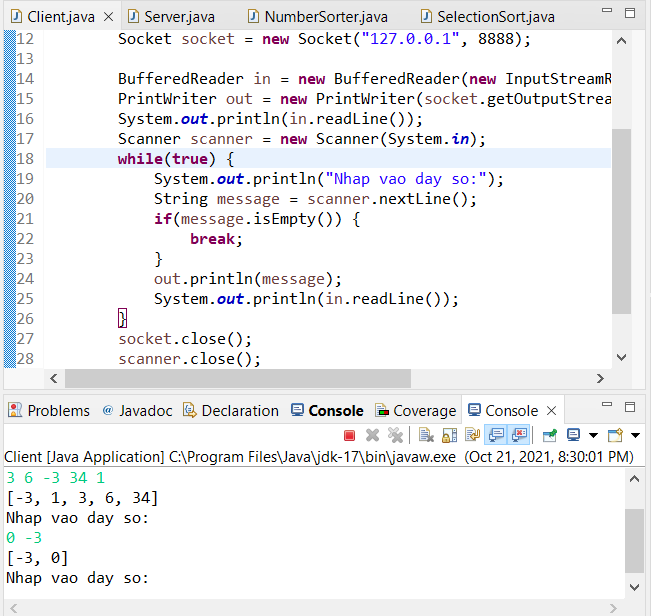 Client.java Server.java NumberSorter.java SelectionSort.java
12 Socket socket = new Socket("127.0.0.1", 8888);
13
14 BufferedReader in = new BufferedReader(new InputStreamR
15 PrintWriter out = new PrintWriter(socket.getOutputStrea
16 System.out.println(in.readLine());
17 Scanner scanner = new Scanner(System.in);
18 while(true) {
19 System.out.println("Nhap vao day so:");
20 String message = scanner.nextLine();
21 if(message.isEmpty()) {
22 break;
23 }
24 out.println(message);
25 System.out.println(in.readLine());
26 }
27 socket.close();
28 scanner.close();
Problems Javadoc Declaration Console Coverage Console
Client [Java Application] C:\Program Files\Java\jdk-17\bin\javaw.exe (Oct 21, 2021, 8:30:01 PM)
3 6 -3 34 1
[-3, 1, 3, 6, 34]
Nhap vao day so:
0 -3
[-3, 0]
Nhap vao day so: